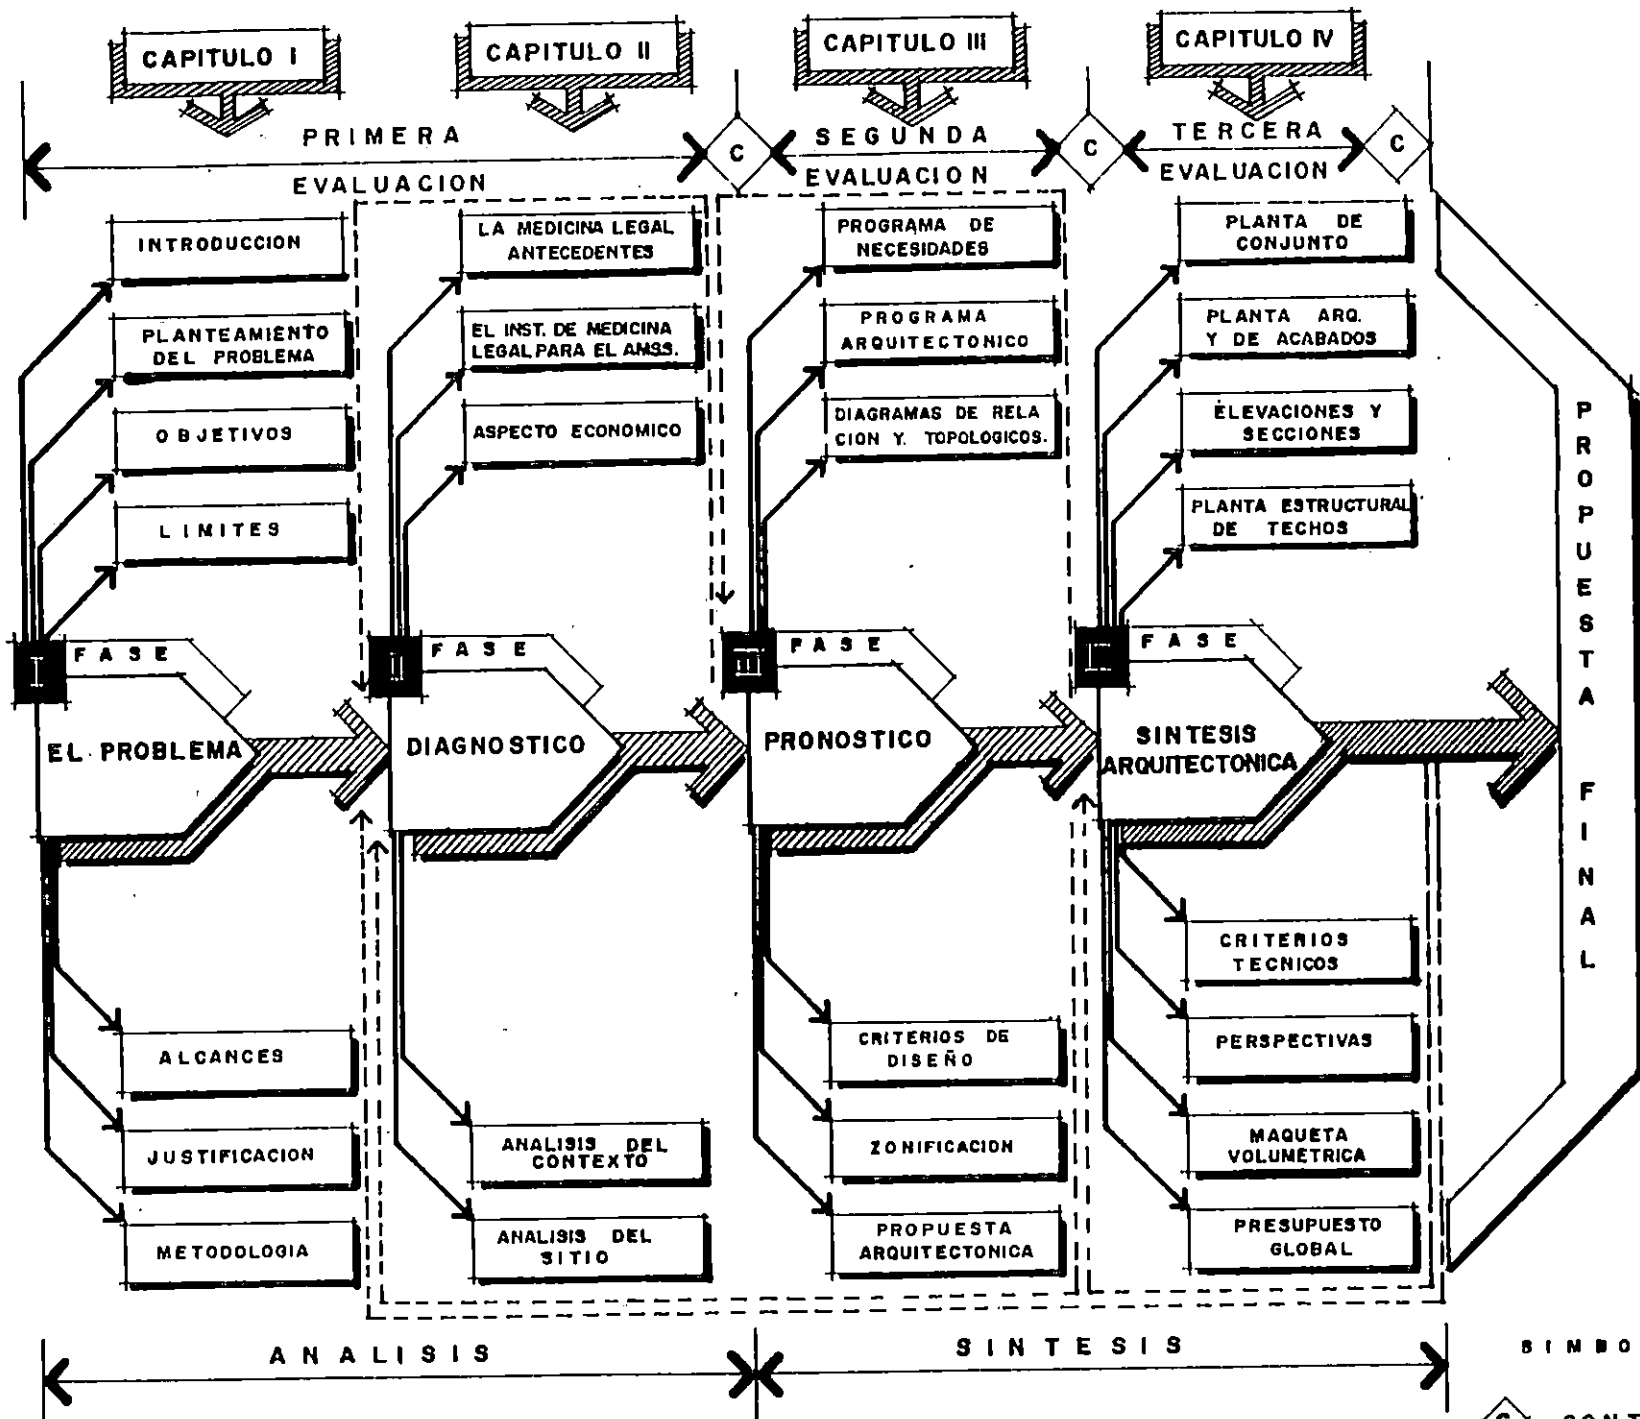 CAPITULO I
CAPITULO II
CAPITULO III
CAPITULO IV
PRIMERA
EVALUACION
C
SEGUNDA
EVALUACION
C
TERCERA
EVALUACION
C
INTRODUCCION
PLANTEAMIENTO
DEL PROBLEMA
OBJETIVOS
LIMITES
LA MEDICINA LEGAL
ANTECEDENTES
EL INST. DE MEDICINA
LEGAL PARA EL AMSS.
ASPECTO ECONOMICO
PROGRAMA DE
NECESIDADES
PROGRAMA
ARQUITECTONICO
DIAGRAMAS DE RELA
CION Y. TOPOLOGICOS.
PLANTA DE
CONJUNTO
PLANTA ARQ.
Y DE ACABADOS
ELEVACIONES Y
SECCIONES
PLANTA ESTRUCTURAL
DE TECHOS
I FASE
EL PROBLEMA
II FASE
DIAGNOSTICO
III FASE
PRONOSTICO
FASE
SINTESIS
ARQUITECTONICA
PROPUESTA FINAL
ALCANCES
JUSTIFICACION
METODOLOGIA
ANALISIS DEL
CONTEXTO
ANALISIS DEL
SITIO
CRITERIOS DE
DISEÑO
ZONIFICACION
PROPUESTA
ARQUITECTONICA
CRITERIOS
TECNICOS
PERSPECTIVAS
MAQUETA
VOLUMETRICA
PRESUPUESTO
GLOBAL
ANALISIS
SINTESIS
SIMBO